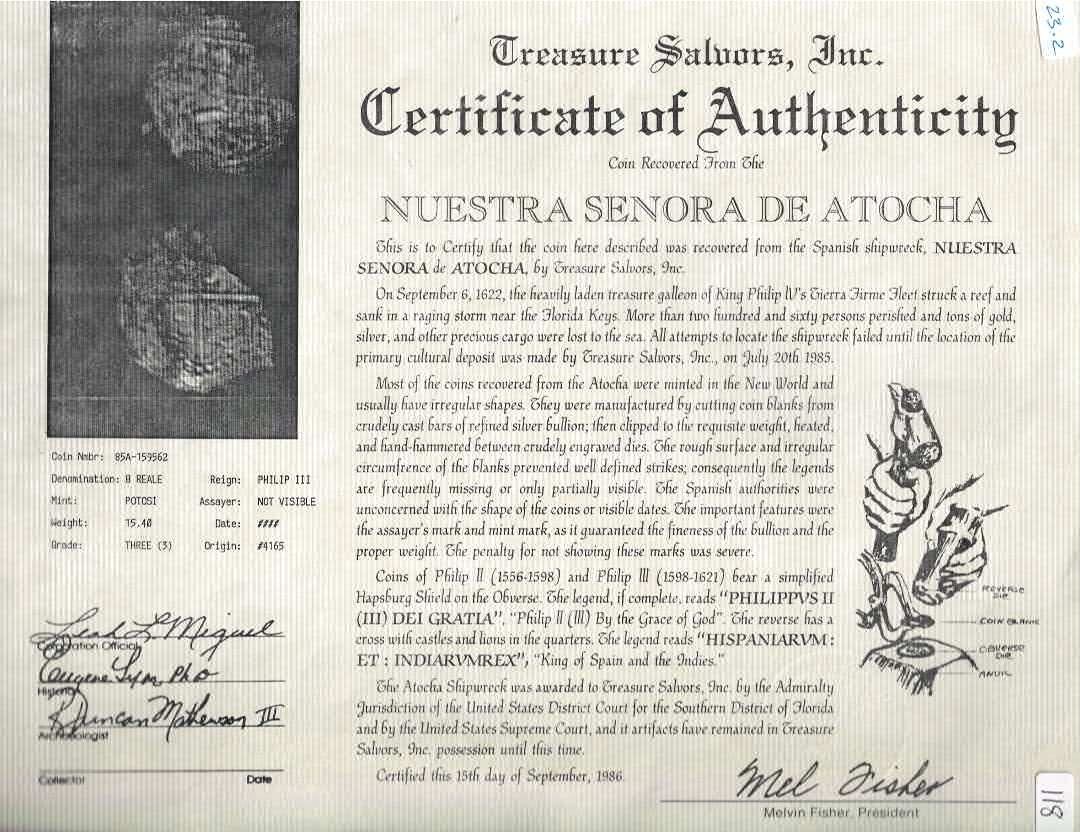 23.2
Treasure Salvors, Inc.
Certificate of Authenticity
Coin Recovered From The
NUESTRA SENORA DE ATOCHA
This is to Certify that the coin here described was recovered from the Spanish shipwreck, NUESTRA
SENORA de ATOCHA, by Treasure Salvors, Inc.
On September 6, 1622, the heavily laden treasure galleon of King Philip IV's Tierra Firme Fleet struck a reef and
sank in a raging storm near the Florida Keys. More than two hundred and sixty persons perished and tons of gold,
silver, and other precious cargo were lost to the sea. All attempts to locate the shipwreck failed until the location of the
primary cultural deposit was made by Treasure Salvors, Inc., on July 20th 1985.
Most of the coins recovered from the Atocha were minted in the New World and
usually have irregular shapes. They were manufactured by cutting coin blanks from
crudely cast bars of refined silver bullion; then clipped to the requisite weight, heated,
and hand-hammered between crudely engraved dies. The rough surface and irregular
circumfrence of the blanks prevented well defined strikes; consequently the legends
are frequently missing or only partially visible. The Spanish authorities were
unconcerned with the shape of the coins or visible dates. The important features were
the assayer's mark and mint mark, as it guaranteed the fineness of the bullion and the
proper weight. The penalty for not showing these marks was severe.
Coins of Philip II (1556-1598) and Philip III (1598-1621) bear a simplified
Hapsburg Shield on the Obverse. The legend, if complete, reads "PHILIPPVS II
(III) DEI GRATIA", "Philip II (III) By the Grace of God". The reverse has a
cross with castles and lions in the quarters. The legend reads "HISPANIARVM :
ET : INDIARVMREX", "King of Spain and the Indies."
The Atocha Shipwreck was awarded to Treasure Salvors, Inc. by the Admiralty
Jurisdiction of the United States District Court for the Southern District of Florida
and by the United States Supreme Court, and it artifacts have remained in Treasure
Salvors, Inc. possession until this time.
Certified this 15th day of September, 1986.
Mel Fisher
Melvin Fisher, President
REVERSE DIE
COIN BLANK
OBVERSE DIE
ANVIL
Coin Nmbr: 85A-159562
Denomination: 8 REALE Reign: PHILIP III
Mint: POTOSI Assayer: NOT VISIBLE
Weight: 15.40 Date: ####
Grade: THREE (3) Origin: #4165
Leah L Miguel
Corporation Official
Eugene Lyon, PhD
Historian
R Duncan Mathewson III
Archeologist
Collector Date
118